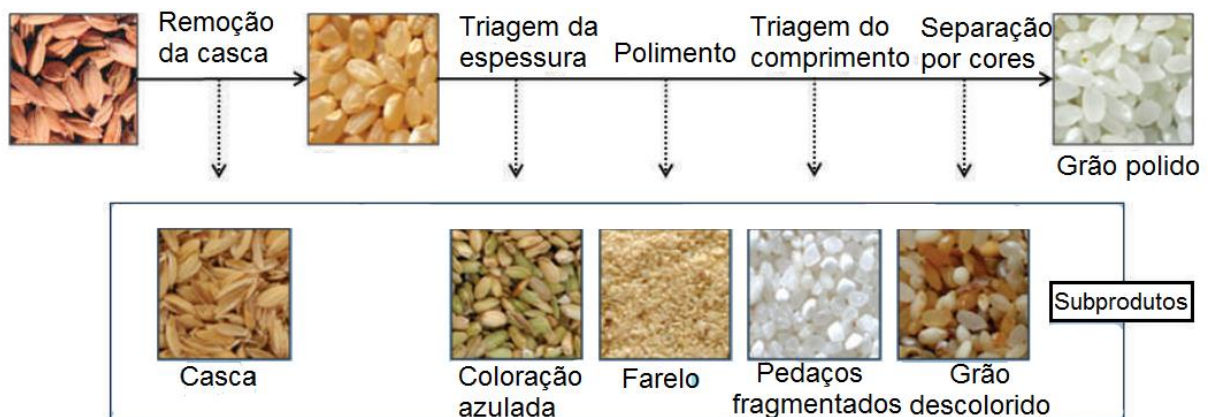 Remoção
da casca
Triagem da
espessura
Polimento
Triagem do
comprimento
Separação
por cores
Grão polido
Subprodutos
Casca
Coloração
azulada
Farelo
Pedaços
fragmentados
Grão
descolorido